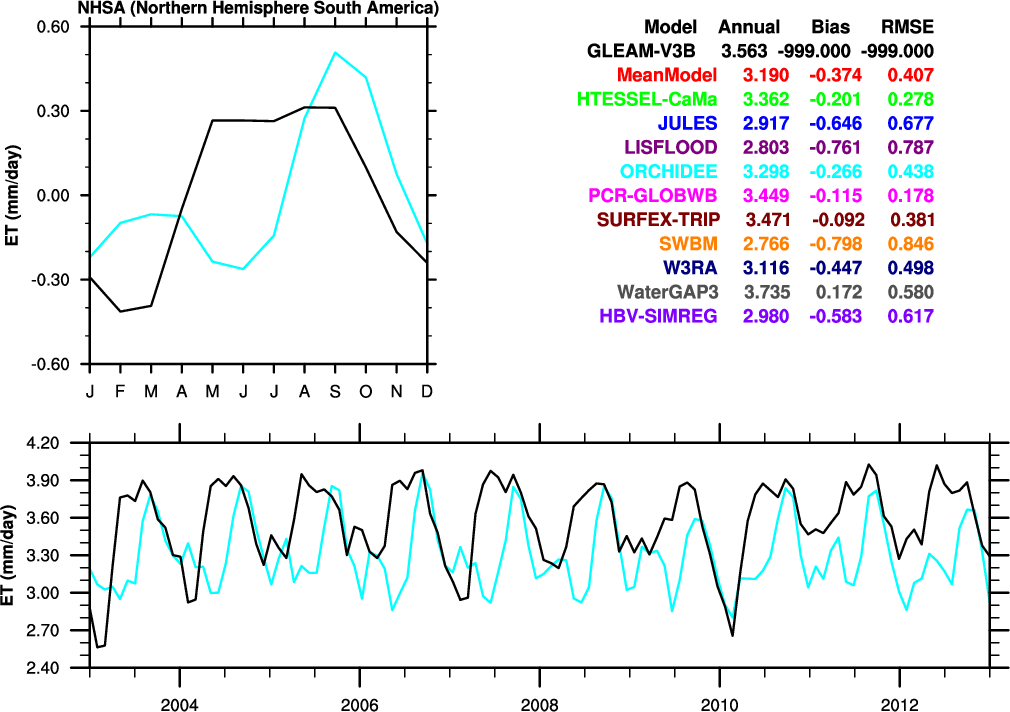 NHSA (Northern Hemisphere South America)
0.60
0.30
0.00
-0.30
-0.60
ET (mm/day)
J F M A M J J A S O N D
Model Annual Bias RMSE
GLEAM-V3B 3.563 -999.000 -999.000
MeanModel 3.190 -0.374 0.407
HTESSEL-CaMa 3.362 -0.201 0.278
JULES 2.917 -0.646 0.677
LISFLOOD 2.803 -0.761 0.787
ORCHIDEE 3.298 -0.266 0.438
PCR-GLOBWB 3.449 -0.115 0.178
SURFEX-TRIP 3.471 -0.092 0.381
SWBM 2.766 -0.798 0.846
W3RA 3.116 -0.447 0.498
WaterGAP3 3.735 0.172 0.580
HBV-SIMREG 2.980 -0.583 0.617
4.20
3.90
3.60
3.30
3.00
2.70
2.40
ET (mm/day)
2004 2006 2008 2010 2012